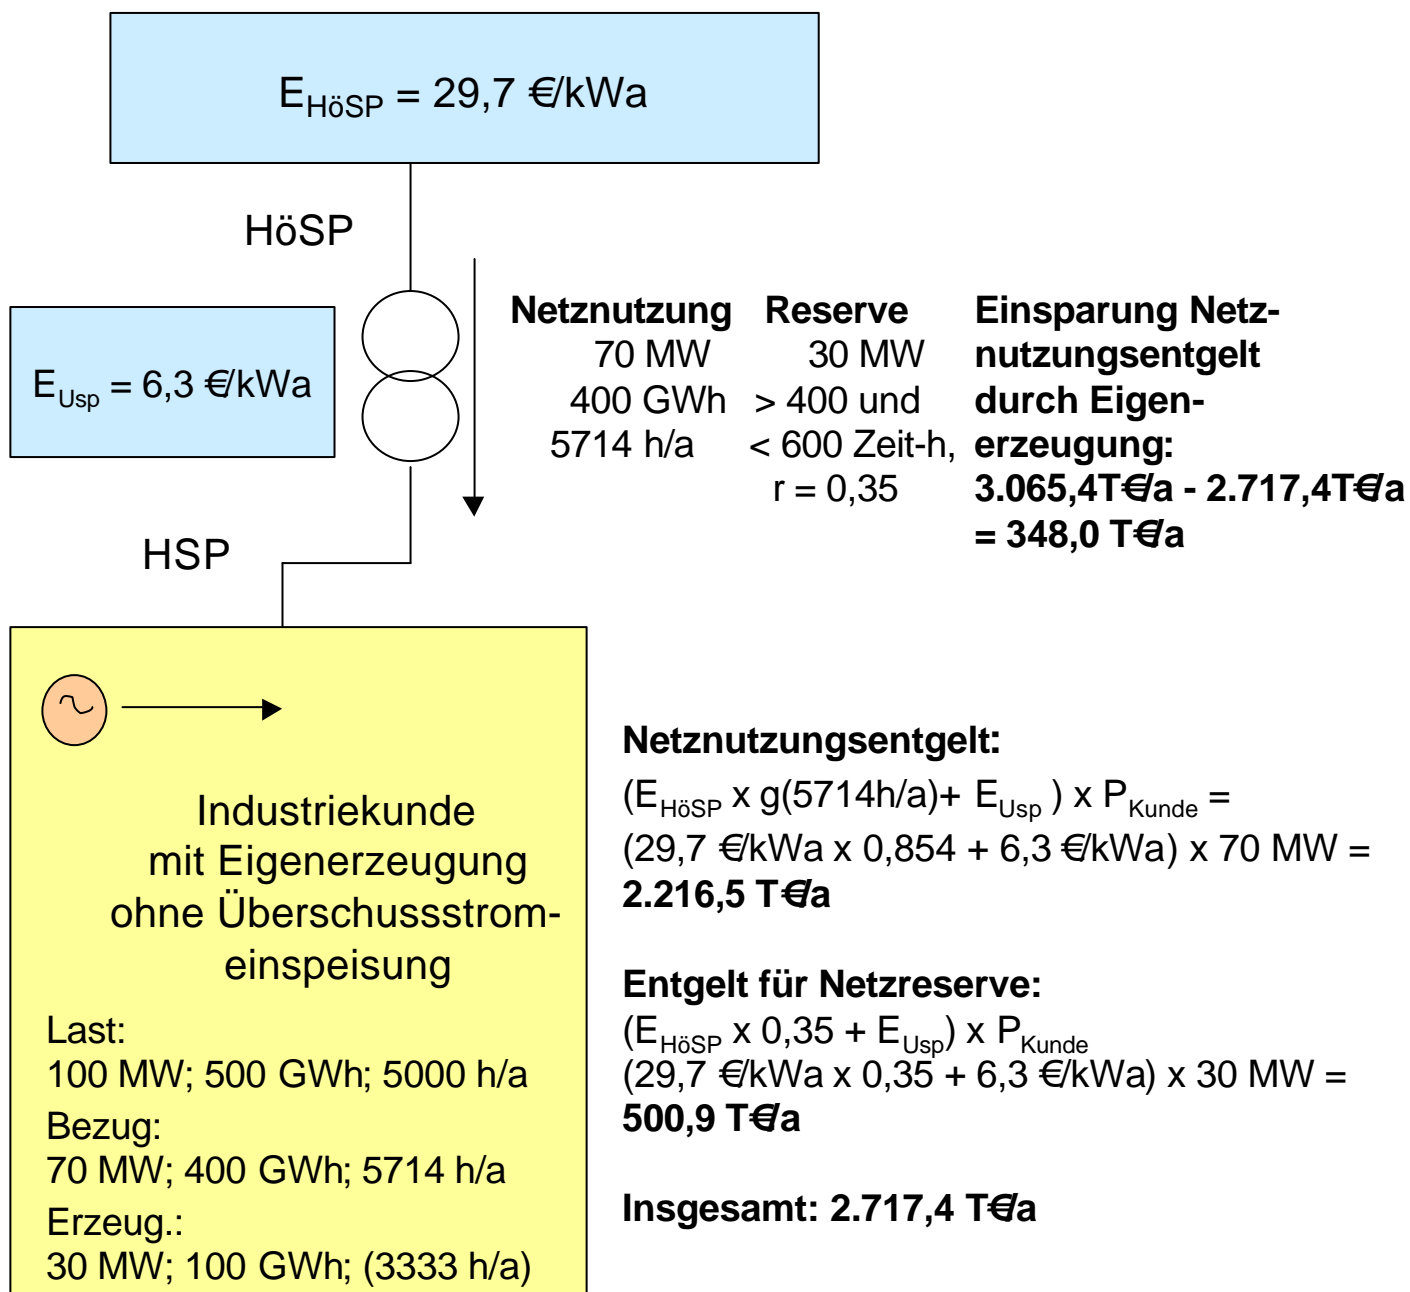 E_HöSP = 29,7 €/kWa
HöSP
E_Usp = 6,3 €/kWa
HSP
Netznutzung Reserve
70 MW 30 MW
400 GWh > 400 und
5714 h/a < 600 Zeit-h,
r = 0,35
Einsparung Netz-
nutzungsentgelt
durch Eigen-
erzeugung:
3.065,4T€/a - 2.717,4T€/a
= 348,0 T€/a
Industriekunde
mit Eigenerzeugung
ohne Überschussstrom-
einspeisung
Last:
100 MW; 500 GWh; 5000 h/a
Bezug:
70 MW; 400 GWh; 5714 h/a
Erzeug.:
30 MW; 100 GWh; (3333 h/a)
Netznutzungsentgelt:
(E_HöSP x g(5714h/a)+ E_Usp ) x P_Kunde =
(29,7 €/kWa x 0,854 + 6,3 €/kWa) x 70 MW =
2.216,5 T€/a
Entgelt für Netzreserve:
(E_HöSP x 0,35 + E_Usp) x P_Kunde
(29,7 €/kWa x 0,35 + 6,3 €/kWa) x 30 MW =
500,9 T€/a
Insgesamt: 2.717,4 T€/a